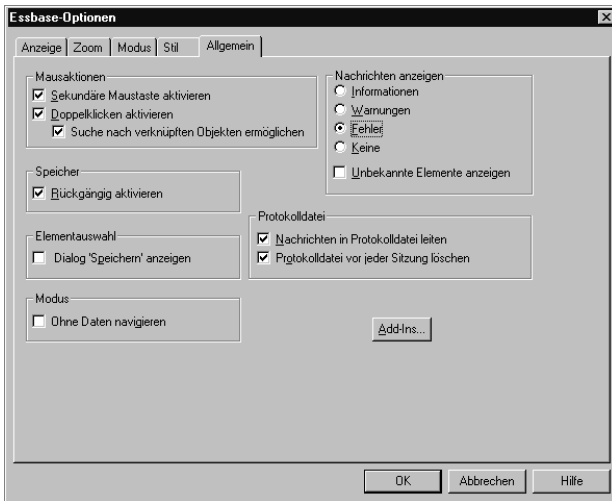 Essbase-Optionen
Anzeige Zoom Modus Stil Allgemein
Mausaktionen
Sekundäre Maustaste aktivieren
Doppelklicken aktivieren
Suche nach verknüpften Objekten ermöglichen
Nachrichten anzeigen
Informationen
Warnungen
Fehler
Keine
Unbekannte Elemente anzeigen
Speicher
Rückgängig aktivieren
Protokolldatei
Nachrichten in Protokolldatei leiten
Protokolldatei vor jeder Sitzung löschen
Elementauswahl
Dialog 'Speichern' anzeigen
Modus
Ohne Daten navigieren
Add-Ins...
OK Abbrechen Hilfe